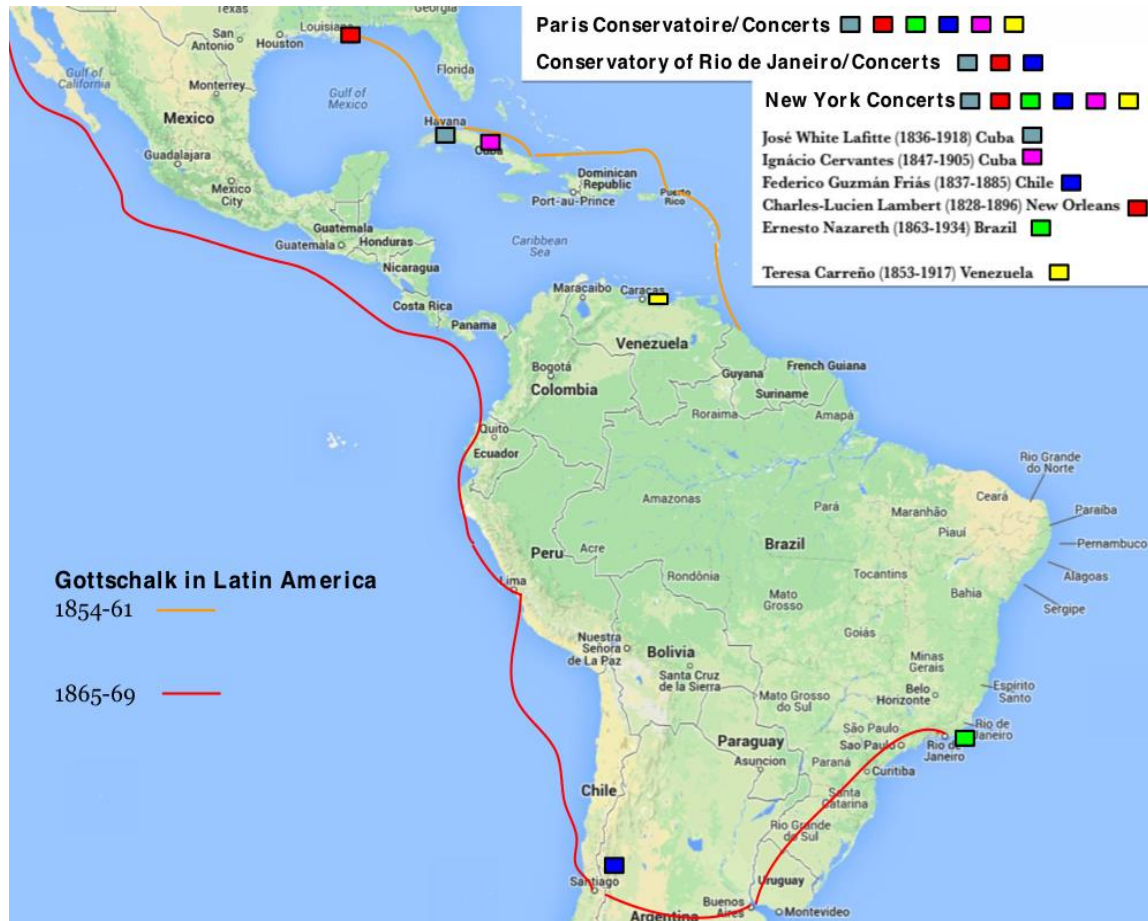 Paris Conservatoire/Concerts
Conservatory of Rio de Janeiro/Concerts
New York Concerts
José White Lafitte (1836-1918) Cuba
Ignácio Cervantes (1847-1905) Cuba
Federico Guzmán Friás (1837-1885) Chile
Charles-Lucien Lambert (1828-1896) New Orleans
Ernesto Nazareth (1863-1934) Brazil
Teresa Carreño (1853-1917) Venezuela
Texas
Georgia
Louisiana
San
Antonio
Houston
Florida
Gulf of
California
Monterrey
Gulf of
Mexico
Mexico
Havana
Cuba
Guadalajara
Mexico
City
Dominican
Republic
Port-au-Prince
Puerto
Rico
Guatemala
Guatemala
Honduras
Caribbean
Sea
Nicaragua
Costa Rica
Panama
Maracaibo
Caracas
Venezuela
Bogotá
Colombia
Guyana
French Guiana
Suriname
Roraima
Amapá
Quito
Ecuador
Rio Grande
do Norte
Amazonas
Pará
Ceará
Maranhão
Piauí
Paraíba
Pernambuco
Alagoas
Sergipe
Peru
Acre
Brazil
Rondônia
Tocantins
Bahia
Mato
Grosso
Lima
Gottschalk in Latin America
1854-61
1865-69
Nuestra
Señora
de La Paz
Bolivia
Santa Cruz
de la Sierra
Goiás
Minas
Gerais
Belo
Horizonte
Espírito
Santo
Mato Grosso
do Sul
São Paulo
Sao Paulo
Rio de
Janeiro
Rio de
Janeiro
Paraguay
Asuncion
Paraná
Curitiba
Chile
Santa
Catarina
Rio Grande
do Sul
Santiago
Uruguay
Buenos
Aires
Montevideo
Argentina